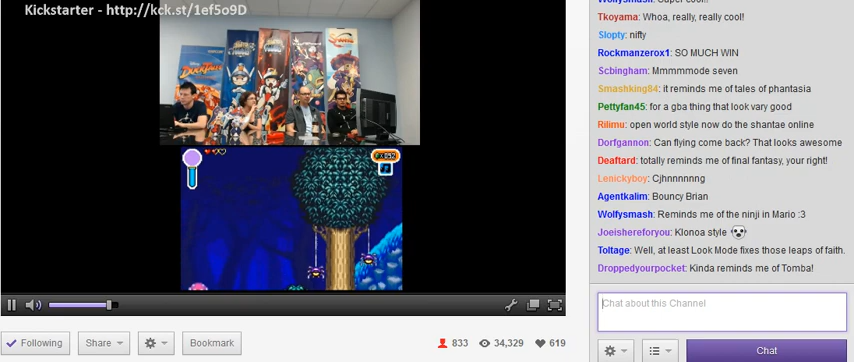 Kickstarter - http://kck.st/1ef5o9D
DUCKTALES
Following
Share
Bookmark
833
34,329
619
Wolfysmash: Super cool!
Tkoyama: Whoa, really, really cool!
Slopty: nifty
Rockmanzerox1: SO MUCH WIN
Scbingham: Mmmmmode seven
Smashking84: it reminds me of tales of phantasia
Pettyfan45: for a gba thing that look vary good
Rilimu: open world style now do the shantae online
Dorfgannon: Can flying come back? That looks awesome
Deaftard: totally reminds me of final fantasy, your right!
Lenickyboy: Cjhnnnnnng
Agentkalim: Bouncy Brian
Wolfysmash: Reminds me of the ninji in Mario :3
Joeishereforyou: Klonoa style
Toltage: Well, at least Look Mode fixes those leaps of faith.
Droppedyourpocket: Kinda reminds me of Tomba!
Chat about this Channel
Chat